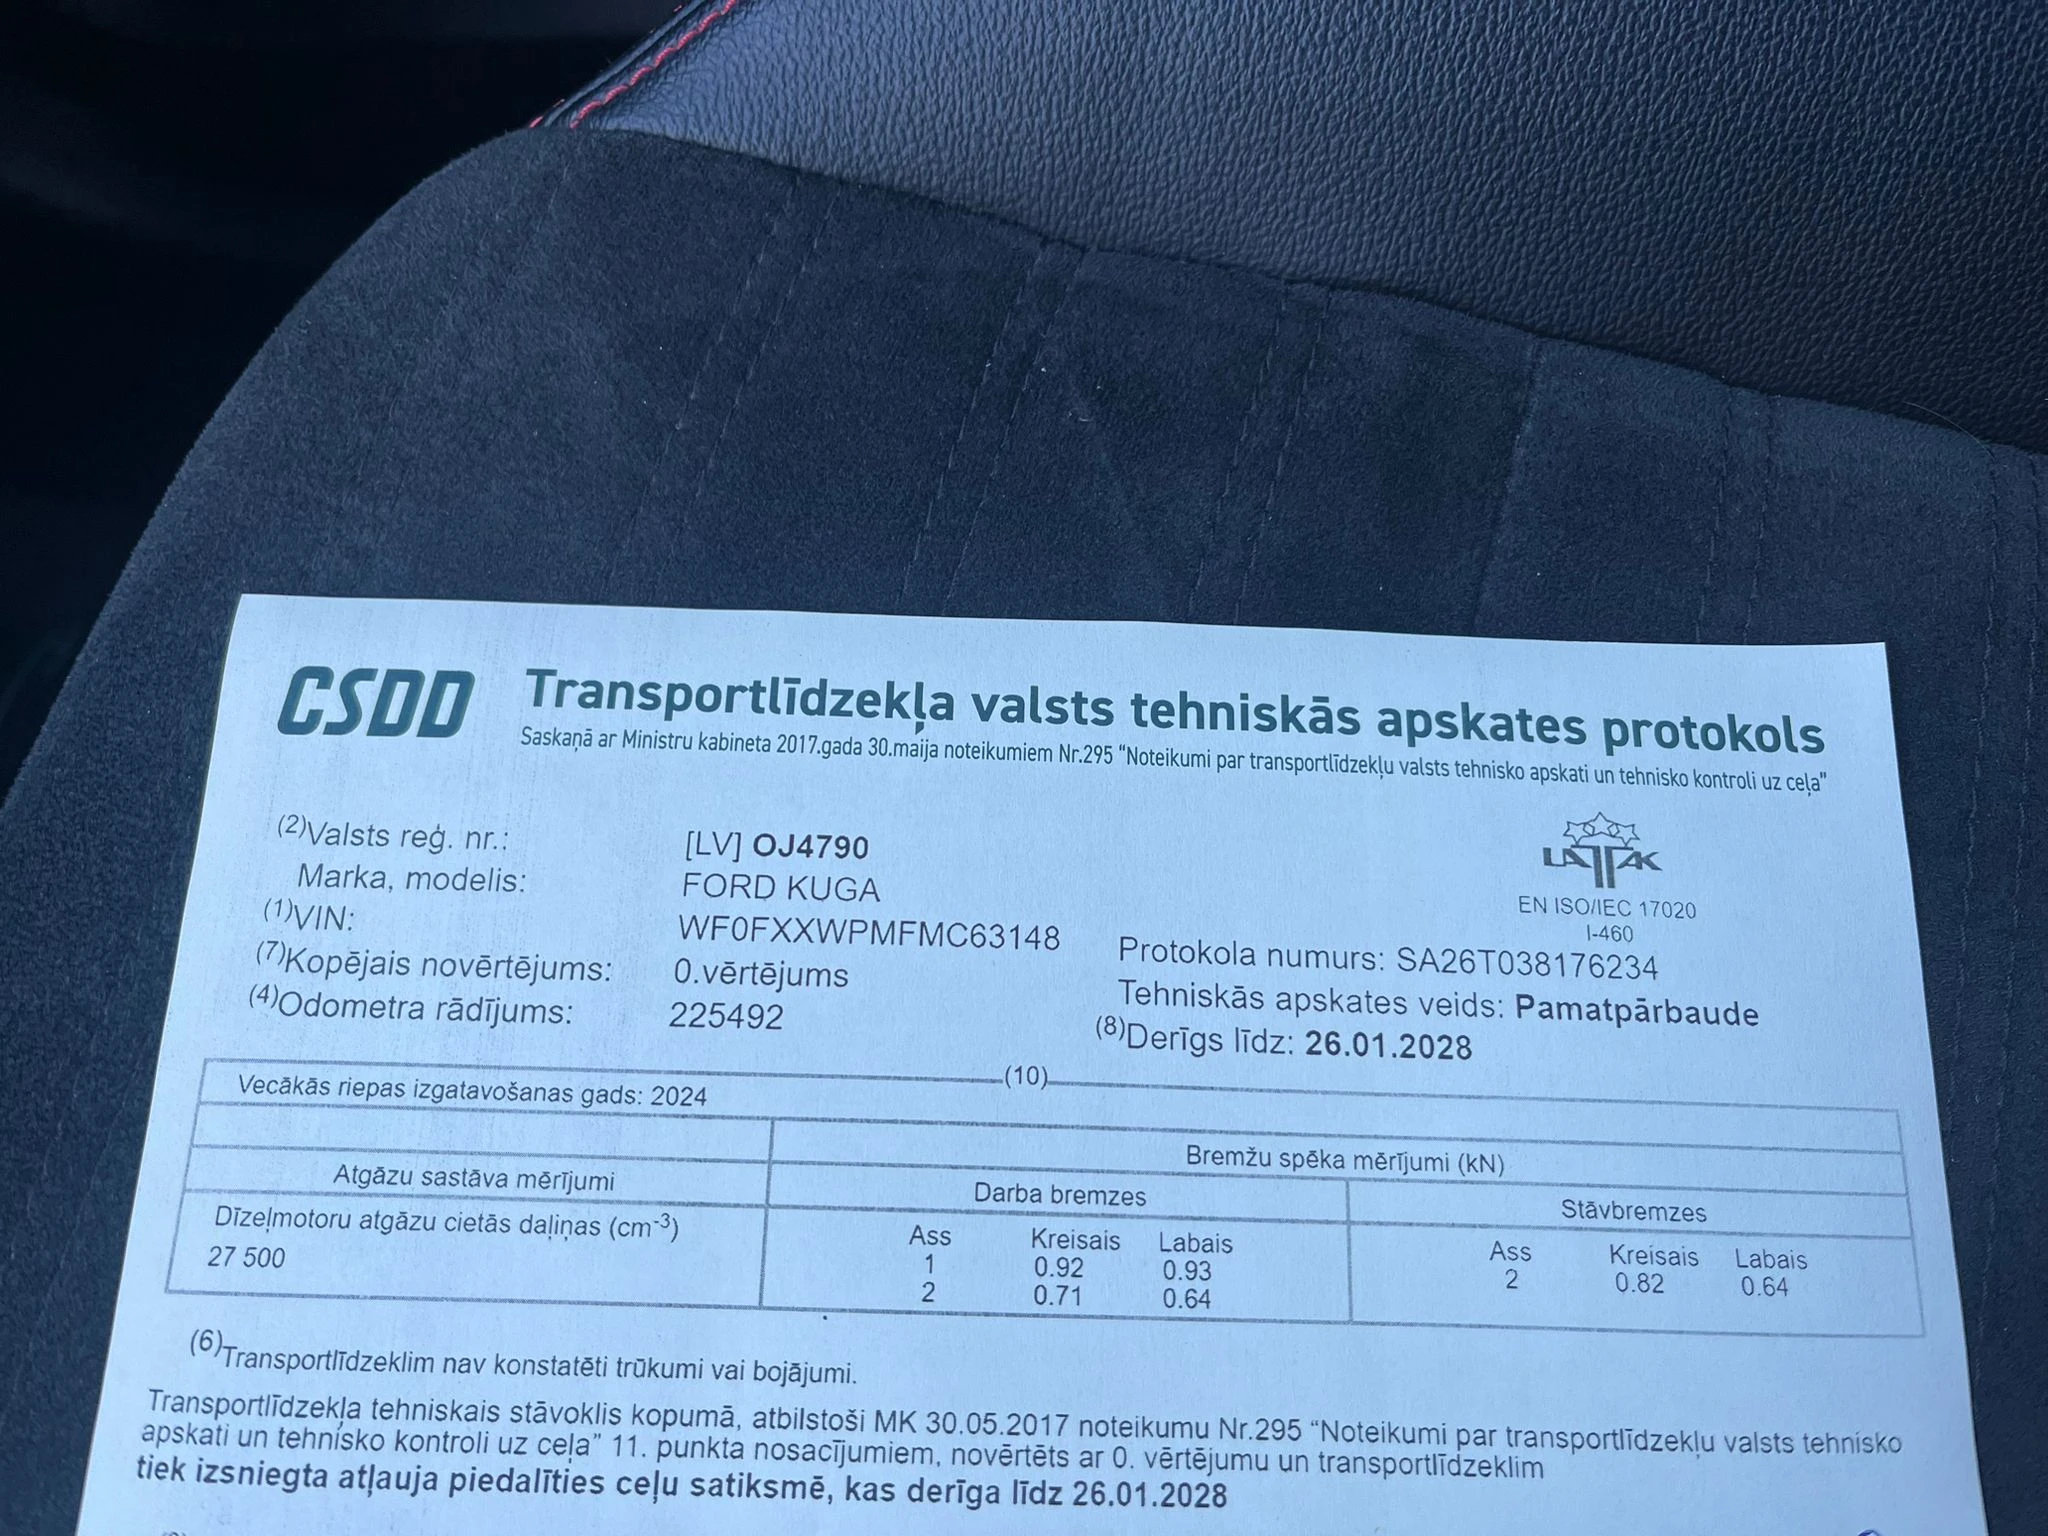 CSDD Transportlīdzekļa valsts tehniskās apskates protokols
Saskaņā ar Ministru kabineta 2017.gada 30.maija noteikumiem Nr.295 “Noteikumi par transportlīdzekļu valsts tehnisko apskati un tehnisko kontroli uz ceļa”
LATAK
EN ISO/IEC 17020
I-460
(2)Valsts reģ. nr.: [LV] OJ4790
Marka, modelis: FORD KUGA
(1)VIN: WF0FXXWPMFMC63148
(7)Kopējais novērtējums: 0.vērtējums
(4)Odometra rādījums: 225492
Protokola numurs: SA26T038176234
Tehniskās apskates veids: Pamatpārbaude
(8)Derīgs līdz: 26.01.2028
(10)
Vecākās riepas izgatavošanas gads: 2024
Bremžu spēka mērījumi (kN)
Atgāzu sastāva mērījumi Darba bremzes Stāvbremzes
Dīzeļmotoru atgāzu cietās daļiņas (cm-3) Ass Kreisais Labais Ass Kreisais Labais
27 500 1 0.92 0.93 2 0.82 0.64
2 0.71 0.64
(6)Transportlīdzeklim nav konstatēti trūkumi vai bojājumi.
Transportlīdzekļa tehniskais stāvoklis kopumā, atbilstoši MK 30.05.2017 noteikumu Nr.295 “Noteikumi par transportlīdzekļu valsts tehnisko
apskati un tehnisko kontroli uz ceļa” 11. punkta nosacījumiem, novērtēts ar 0. vērtējumu un transportlīdzeklim
tiek izsniegta atļauja piedalīties ceļu satiksmē, kas derīga līdz 26.01.2028